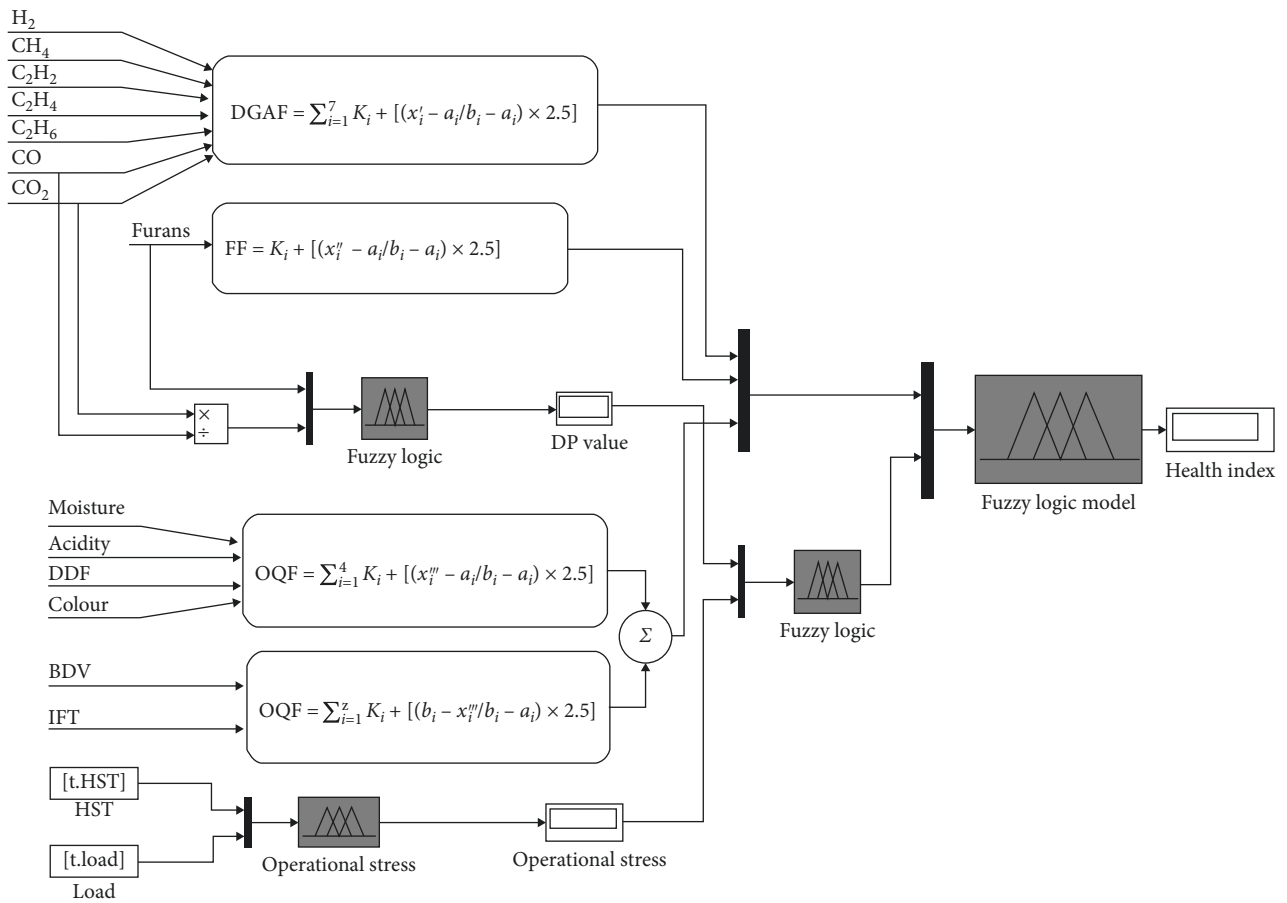 H₂
CH₄
C₂H₂
C₂H₄
C₂H₆
CO
CO₂
DGAF = ∑⁷ᵢ₌₁ Kᵢ + [(x′ᵢ − aᵢ/bᵢ − aᵢ) × 2.5]
Furans
FF = Kᵢ + [(x″ᵢ − aᵢ/bᵢ − aᵢ) × 2.5]
×
÷
Fuzzy logic
DP value
Fuzzy logic model
Health index
Moisture
Acidity
DDF
Colour
OQF = ∑⁴ᵢ₌₁ Kᵢ + [(x‴ᵢ − aᵢ/bᵢ − aᵢ) × 2.5]
Σ
Fuzzy logic
BDV
IFT
OQF = ∑ᶻᵢ₌₁ Kᵢ + [(bᵢ − x‴ᵢ/bᵢ − aᵢ) × 2.5]
[t.HST]
HST
[t.load]
Load
Operational stress
Operational stress